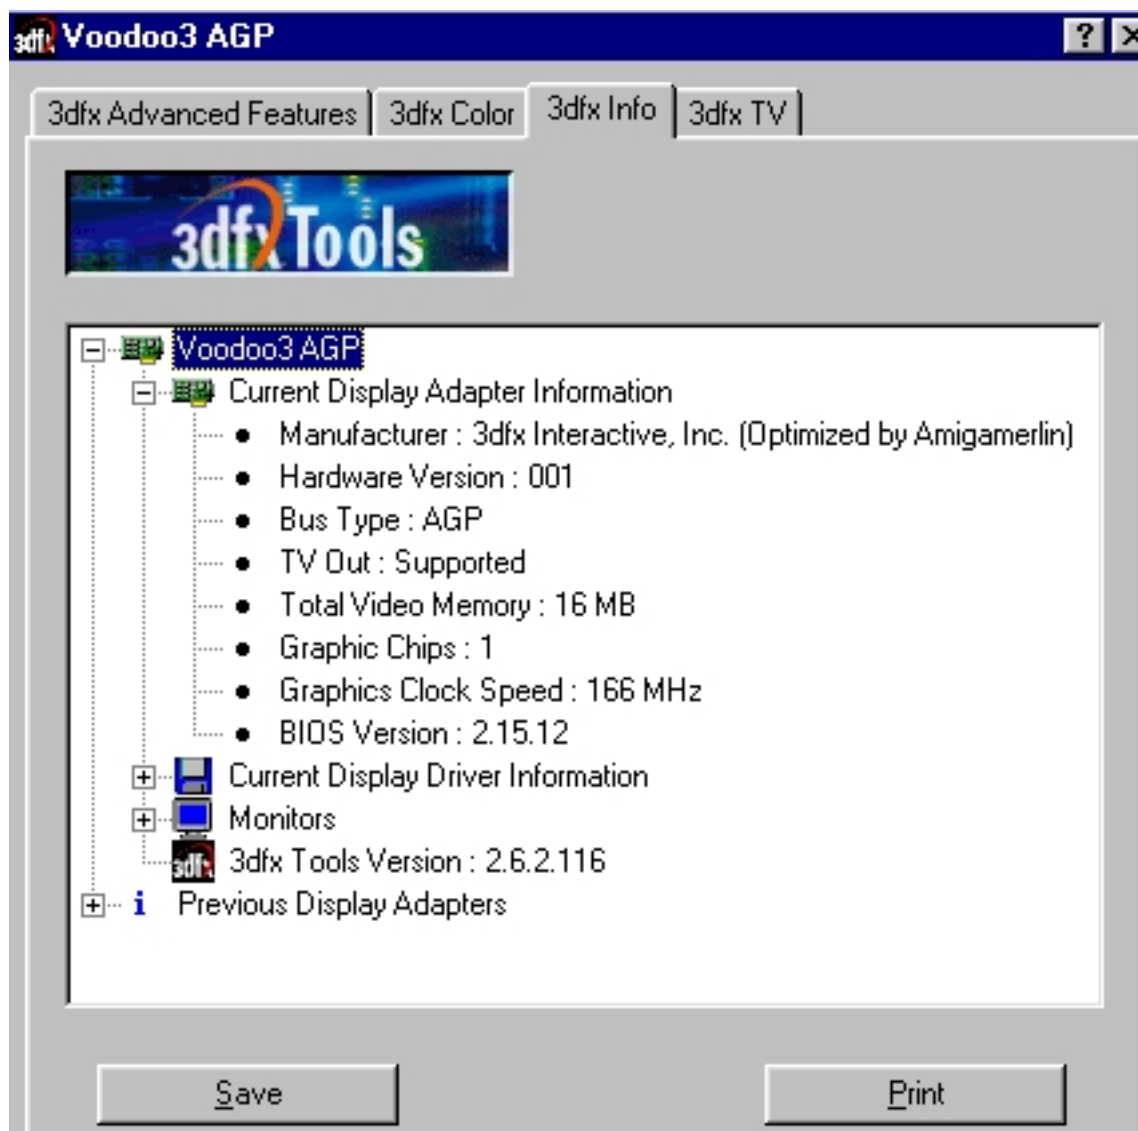 3dfx Voodoo3 AGP ? ×
3dfx Advanced Features 3dfx Color 3dfx Info 3dfx TV
3dfx Tools
Voodoo3 AGP
Current Display Adapter Information
Manufacturer : 3dfx Interactive, Inc. (Optimized by Amigamerlin)
Hardware Version : 001
Bus Type : AGP
TV Out : Supported
Total Video Memory : 16 MB
Graphic Chips : 1
Graphics Clock Speed : 166 MHz
BIOS Version : 2.15.12
Current Display Driver Information
Monitors
3dfx 3dfx Tools Version : 2.6.2.116
i Previous Display Adapters
Save Print